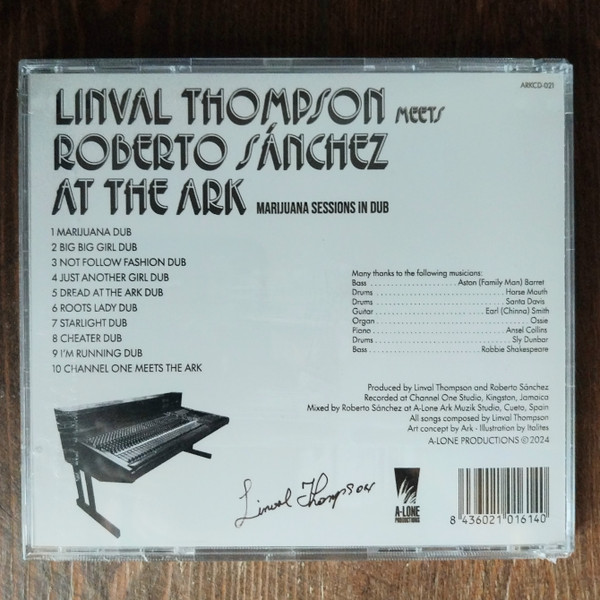 ARKCD-021
LINVAL THOMPSON MEETS
ROBERTO SÁNCHEZ
AT THE ARK MARIJUANA SESSIONS IN DUB
1 MARIJUANA DUB
2 BIG BIG GIRL DUB
3 NOT FOLLOW FASHION DUB
4 JUST ANOTHER GIRL DUB
5 DREAD AT THE ARK DUB
6 ROOTS LADY DUB
7 STARLIGHT DUB
8 CHEATER DUB
9 I'M RUNNING DUB
10 CHANNEL ONE MEETS THE ARK
Many thanks to the following musicians:
Bass Aston (Family Man) Barret
Drums Horse Mouth
Drums Santa Davis
Guitar Earl (Chinna) Smith
Organ Ossie
Piano Ansel Collins
Drums Sly Dunbar
Bass Robbie Shakespeare
Produced by Linval Thompson and Roberto Sánchez
Recorded at Channel One Studio, Kingston, Jamaica
Mixed by Roberto Sánchez at A-Lone Ark Muzik Studio, Cueto, Spain
All songs composed by Linval Thompson
Art concept by Ark - Illustration by Italites
A-LONE PRODUCTIONS © 2024
Linval Thompson
A-LONE
PRODUCTIONS
8 436021 016140